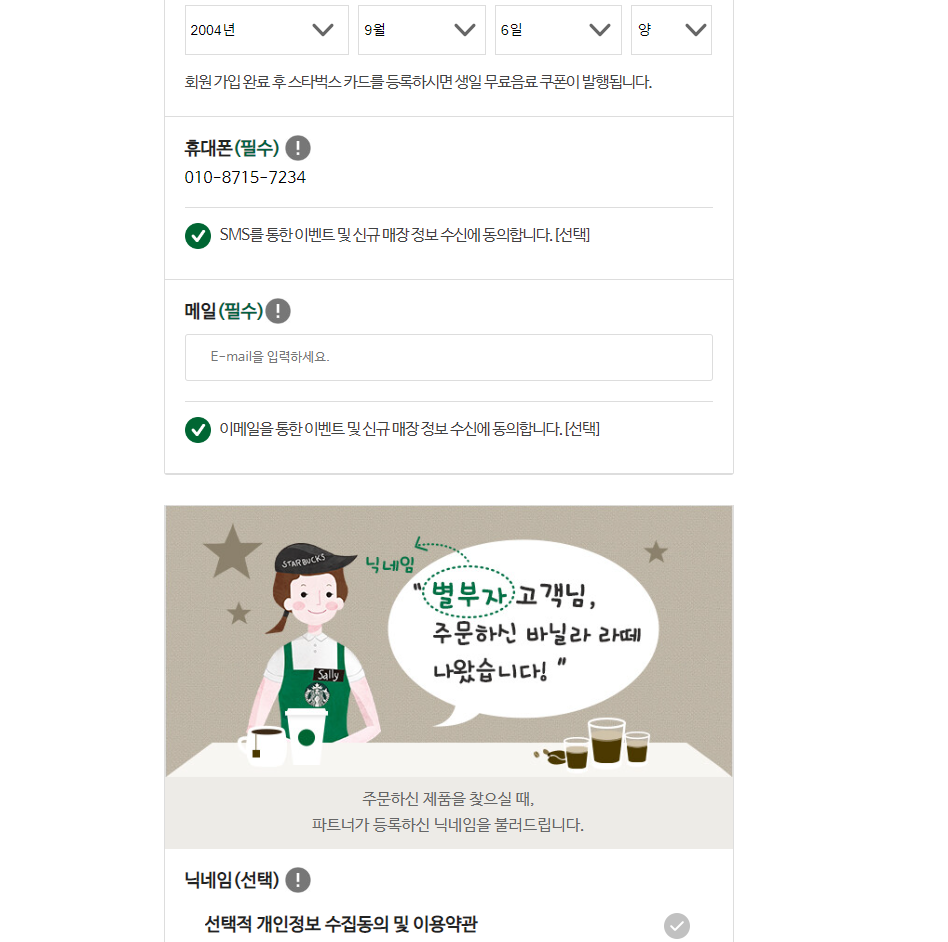 2004년 9월 6일 양
회원 가입 완료 후 스타벅스 카드를 등록하시면 생일 무료음료 쿠폰이 발행됩니다.
휴대폰(필수) !
010-8715-7234
SMS를 통한 이벤트 및 신규 매장 정보 수신에 동의합니다. [선택]
메일(필수) !
E-mail을 입력하세요.
이메일을 통한 이벤트 및 신규 매장 정보 수신에 동의합니다. [선택]
STARBUCKS
닉네임
"별부자 고객님,
주문하신 바닐라 라떼
나왔습니다! "
Sally
주문하신 제품을 찾으실 때,
파트너가 등록하신 닉네임을 불러드립니다.
닉네임(선택) !
선택적 개인정보 수집동의 및 이용약관